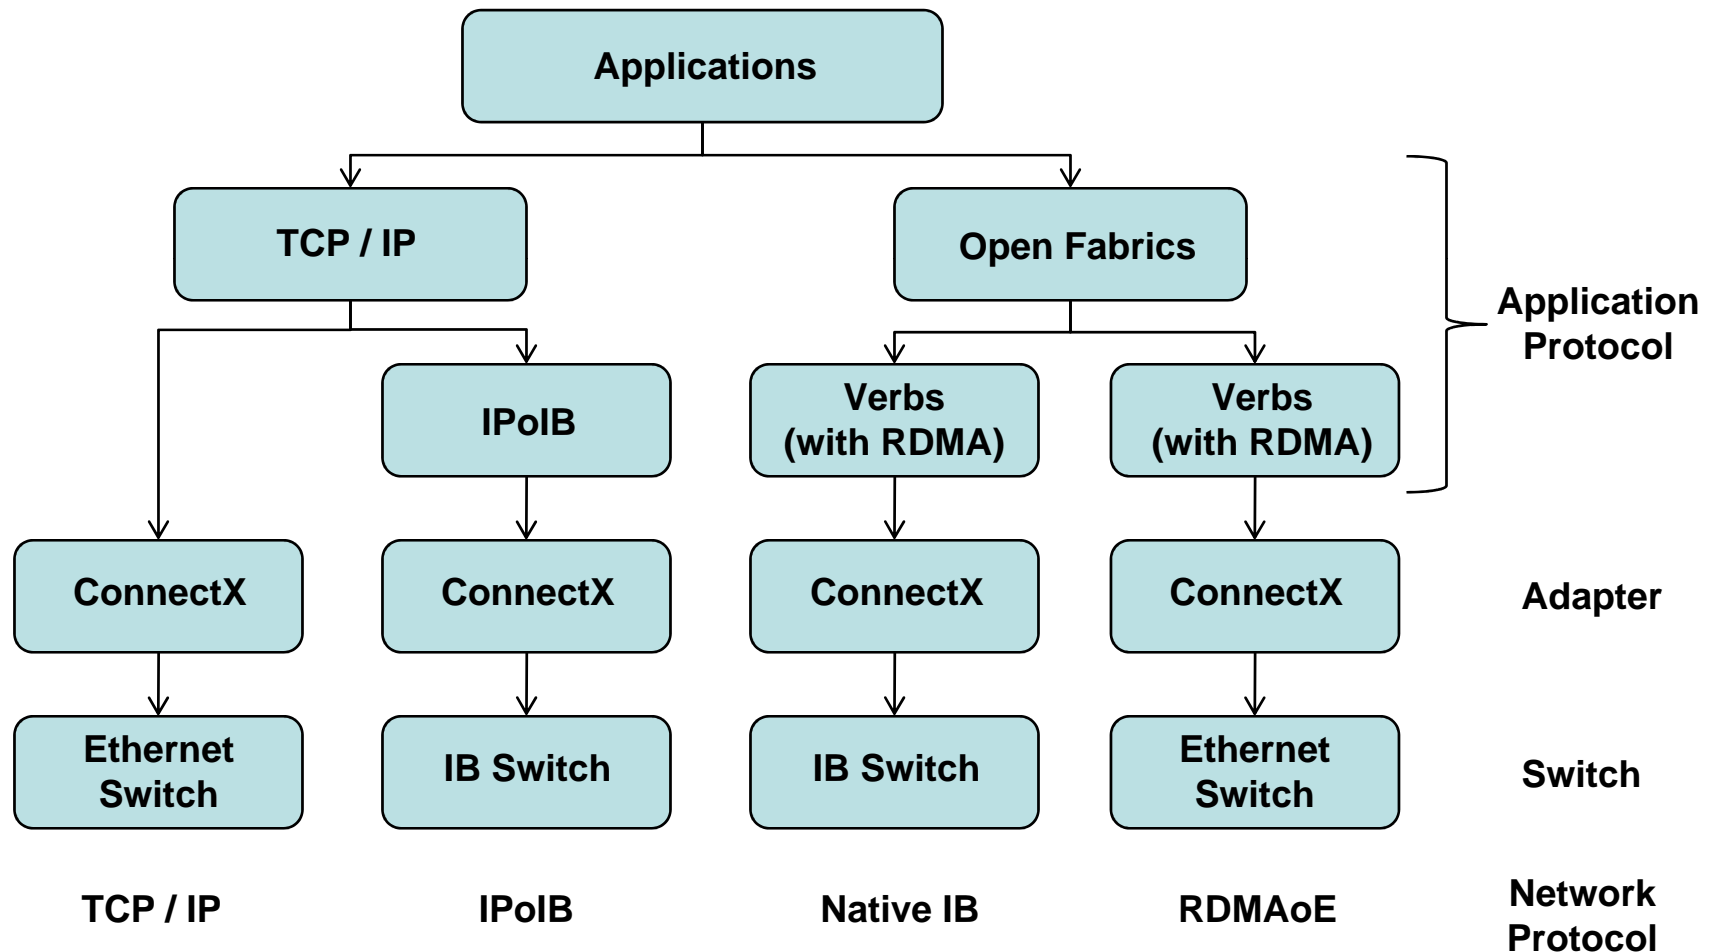 Applications
TCP / IP
Open Fabrics
Application
Protocol
IPoIB
Verbs
(with RDMA)
Verbs
(with RDMA)
ConnectX
ConnectX
ConnectX
ConnectX
Adapter
Ethernet
Switch
IB Switch
IB Switch
Ethernet
Switch
Switch
TCP / IP
IPoIB
Native IB
RDMAoE
Network
Protocol